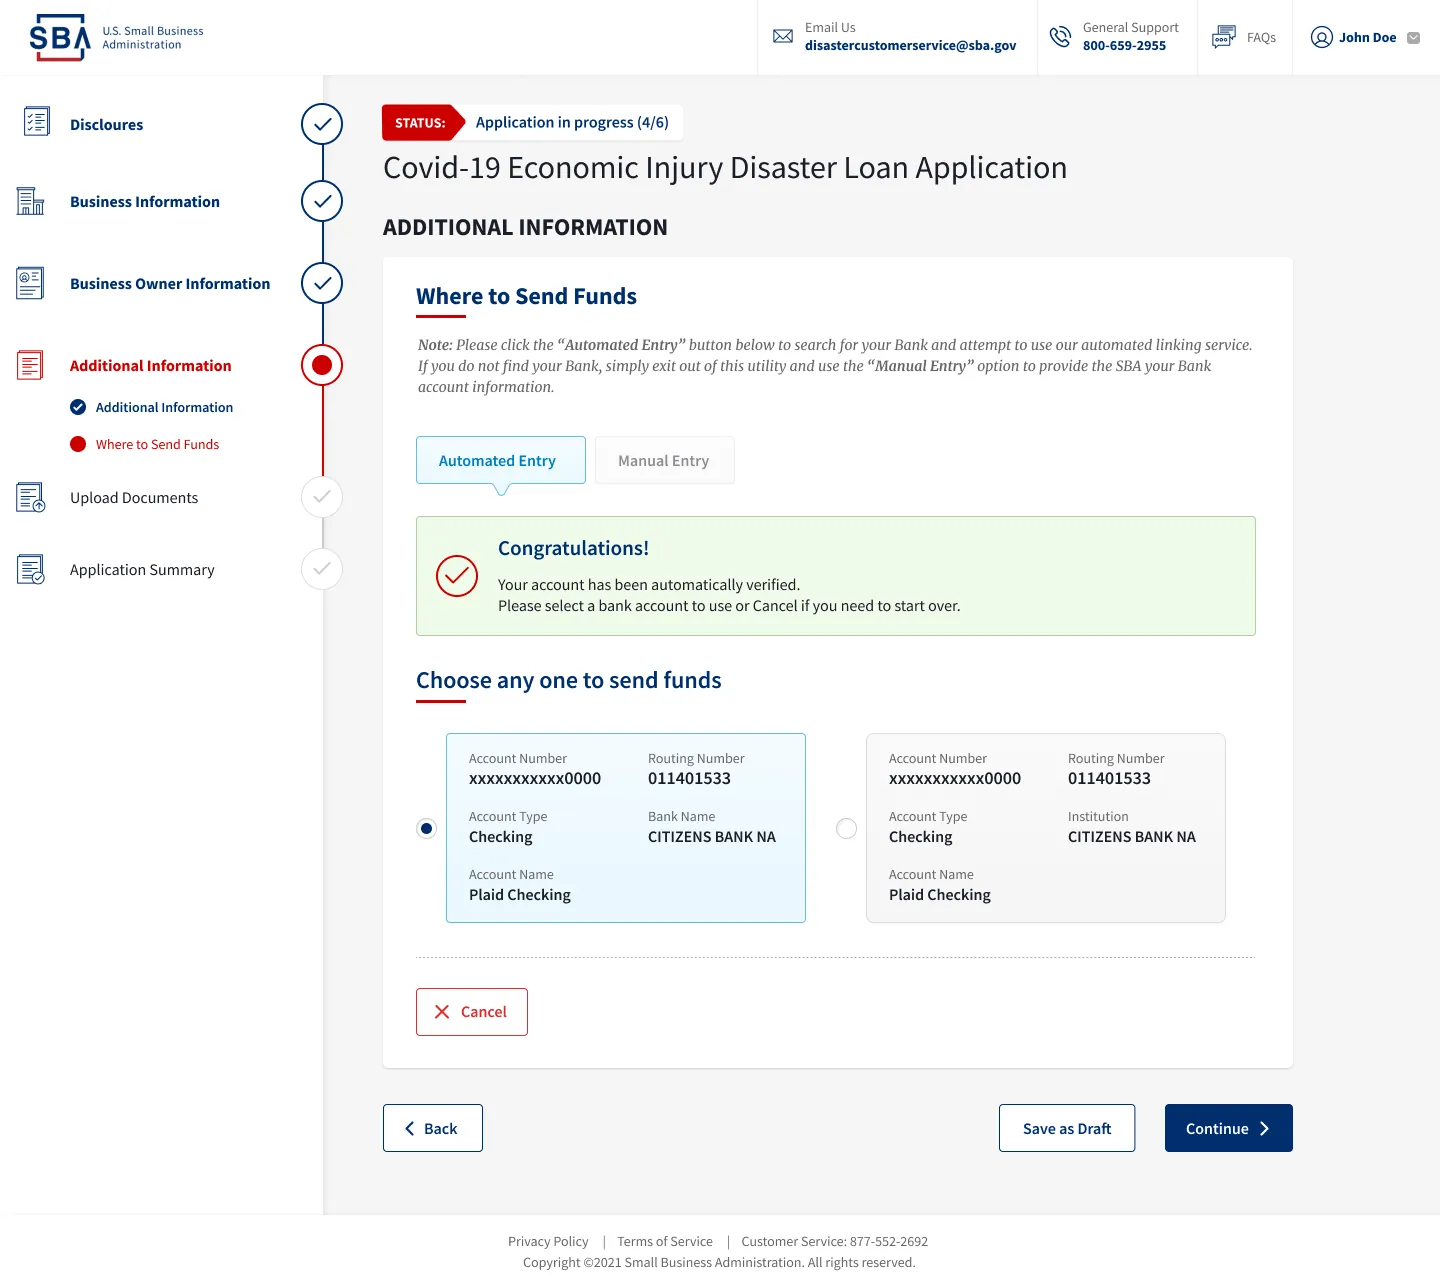 SBA
U.S. Small Business
Administration
Email Us
disastercustomerservice@sba.gov
General Support
800-659-2955
FAQs
John Doe
Discloures
Business Information
Business Owner Information
Additional Information
Additional Information
Where to Send Funds
Upload Documents
Application Summary
STATUS:
Application in progress (4/6)
Covid-19 Economic Injury Disaster Loan Application
ADDITIONAL INFORMATION
Where to Send Funds
Note: Please click the “Automated Entry” button below to search for your Bank and attempt to use our automated linking service.
If you do not find your Bank, simply exit out of this utility and use the “Manual Entry” option to provide the SBA your Bank
account information.
Automated Entry
Manual Entry
Congratulations!
Your account has been automatically verified.
Please select a bank account to use or Cancel if you need to start over.
Choose any one to send funds
Account Number
xxxxxxxxxxx0000
Routing Number
011401533
Account Type
Checking
Bank Name
CITIZENS BANK NA
Account Name
Plaid Checking
Account Number
xxxxxxxxxxx0000
Routing Number
011401533
Account Type
Checking
Institution
CITIZENS BANK NA
Account Name
Plaid Checking
Cancel
Back
Save as Draft
Continue
Privacy Policy | Terms of Service | Customer Service: 877-552-2692
Copyright ©2021 Small Business Administration. All rights reserved.